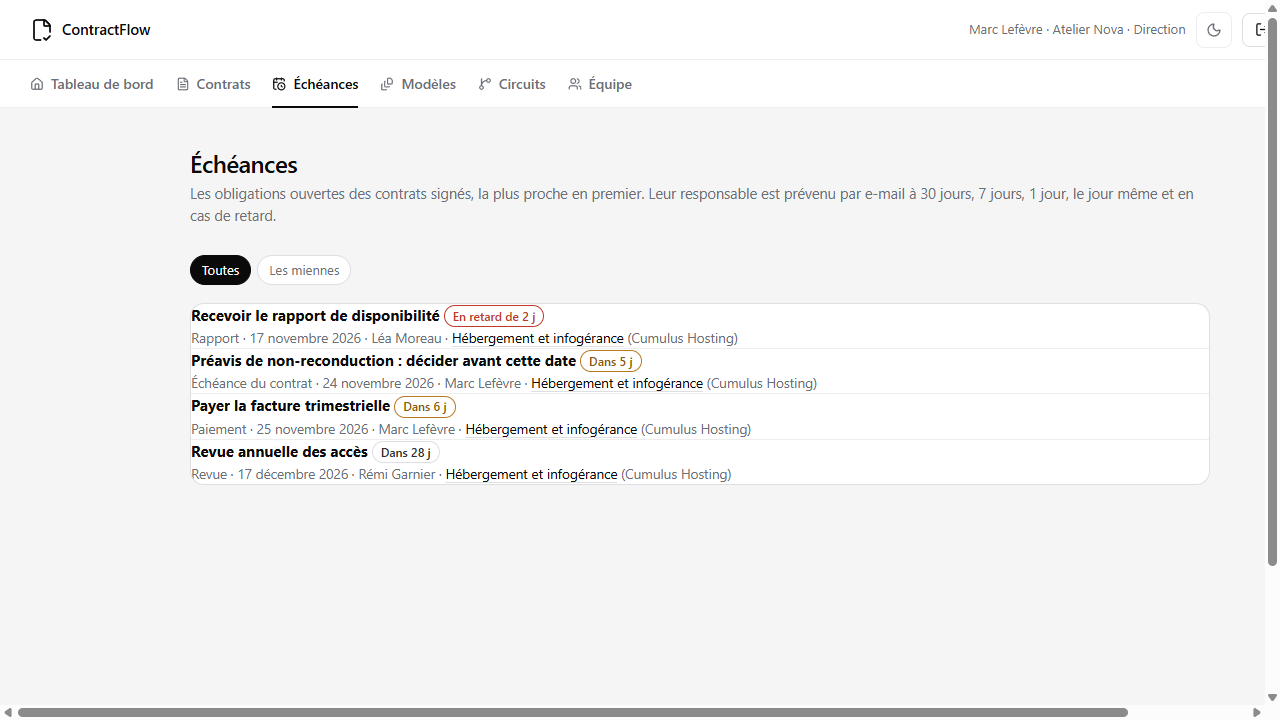 ContractFlow
Marc Lefèvre · Atelier Nova · Direction
Tableau de bord
Contrats
Échéances
Modèles
Circuits
Équipe
Échéances
Les obligations ouvertes des contrats signés, la plus proche en premier. Leur responsable est prévenu par e-mail à 30 jours, 7 jours, 1 jour, le jour même et en
cas de retard.
Toutes
Les miennes
Recevoir le rapport de disponibilité En retard de 2 j
Rapport · 17 novembre 2026 · Léa Moreau · Hébergement et infogérance (Cumulus Hosting)
Préavis de non-reconduction : décider avant cette date Dans 5 j
Échéance du contrat · 24 novembre 2026 · Marc Lefèvre · Hébergement et infogérance (Cumulus Hosting)
Payer la facture trimestrielle Dans 6 j
Paiement · 25 novembre 2026 · Marc Lefèvre · Hébergement et infogérance (Cumulus Hosting)
Revue annuelle des accès Dans 28 j
Revue · 17 décembre 2026 · Rémi Garnier · Hébergement et infogérance (Cumulus Hosting)